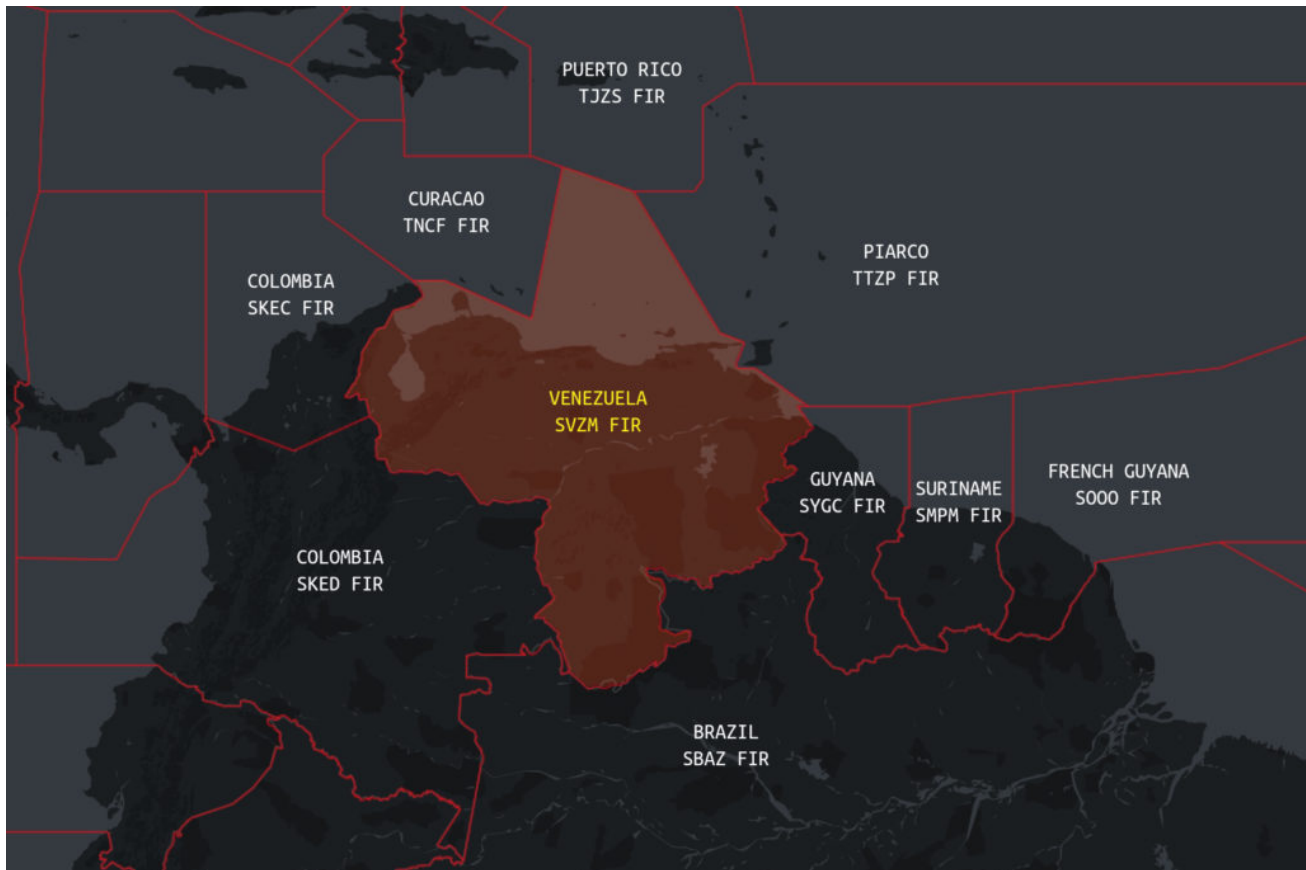 PUERTO RICO
TJZS FIR
CURACAO
TNCF FIR
PIARCO
TTZP FIR
COLOMBIA
SKEC FIR
VENEZUELA
SVZM FIR
GUYANA
SYGC FIR
SURINAME
SMPM FIR
FRENCH GUYANA
SOOO FIR
COLOMBIA
SKED FIR
BRAZIL
SBAZ FIR